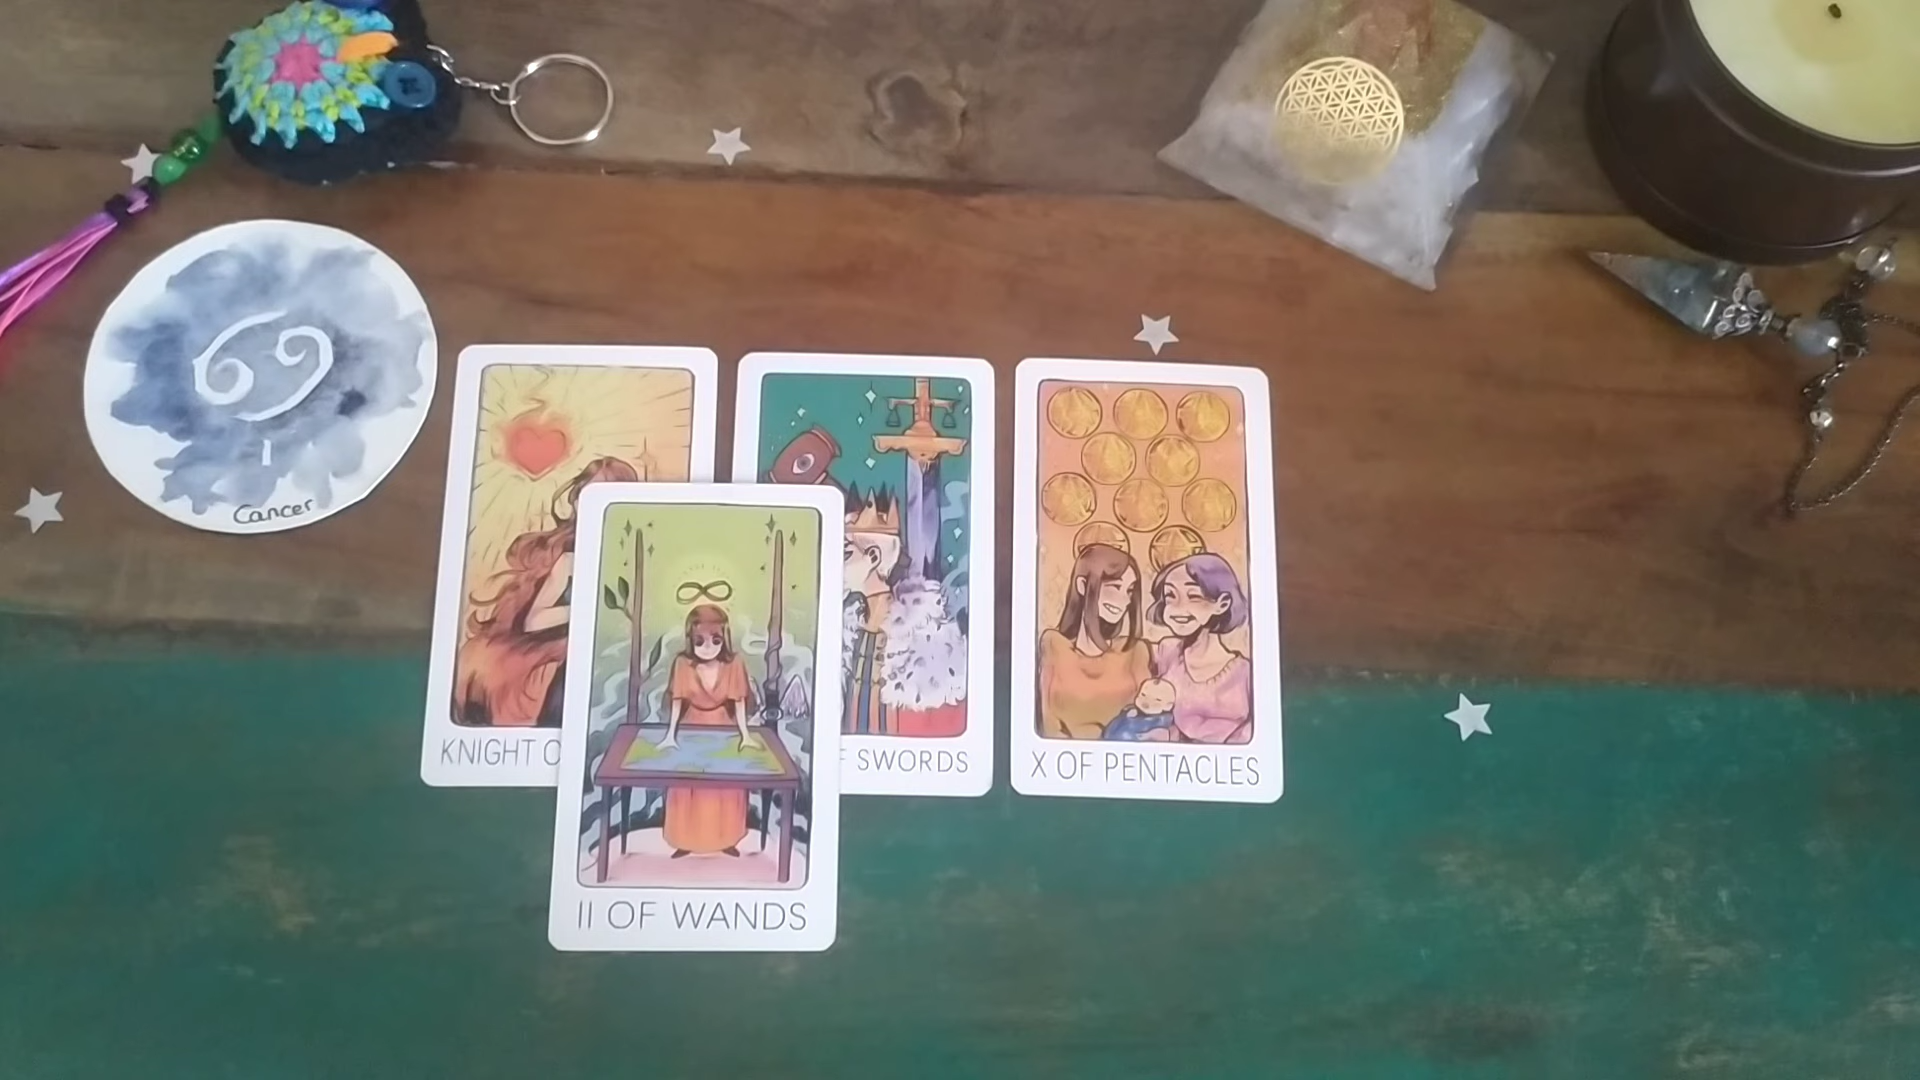 Cancer
KNIGHT
SWORDS
X OF PENTACLES
II OF WANDS